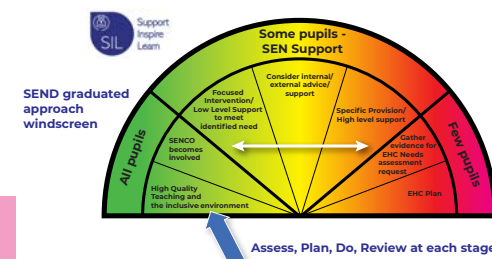 Support
Inspire
Learn
SIL
SEND graduated
approach
windscreen
Some pupils -
SEN Support
All pupils
Few pupils
High Quality
Teaching and
the inclusive environment
SENCO
becomes
involved
Focused
Intervention/
Low Level Support
to meet
identified need
Consider internal/
external advice/
support
Specific Provision/
High level support
Gather
evidence for
EHC Needs
assessment
request
EHC Plan
Assess, Plan, Do, Review at each stage